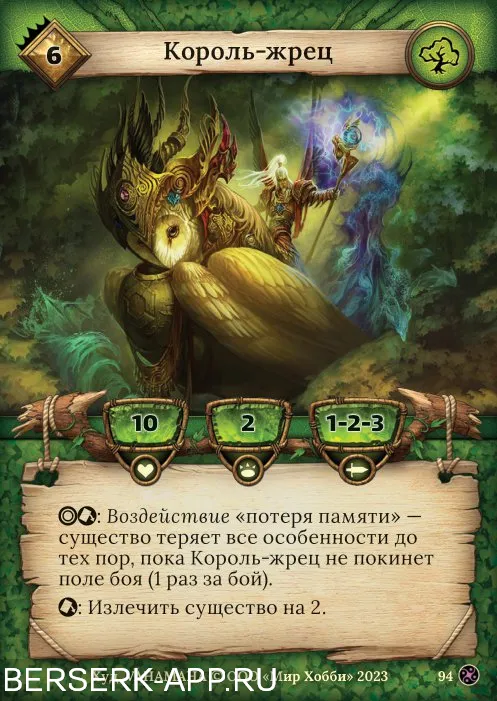 6
Король-жрец
10
2
1-2-3
: Воздействие «потеря памяти» —
существо теряет все особенности до
тех пор, пока Король-жрец не покинет
поле боя (1 раз за бой).
: Излечить существо на 2.
ООО «Мир Хобби» 2023
94
BERSERK-APP.RU